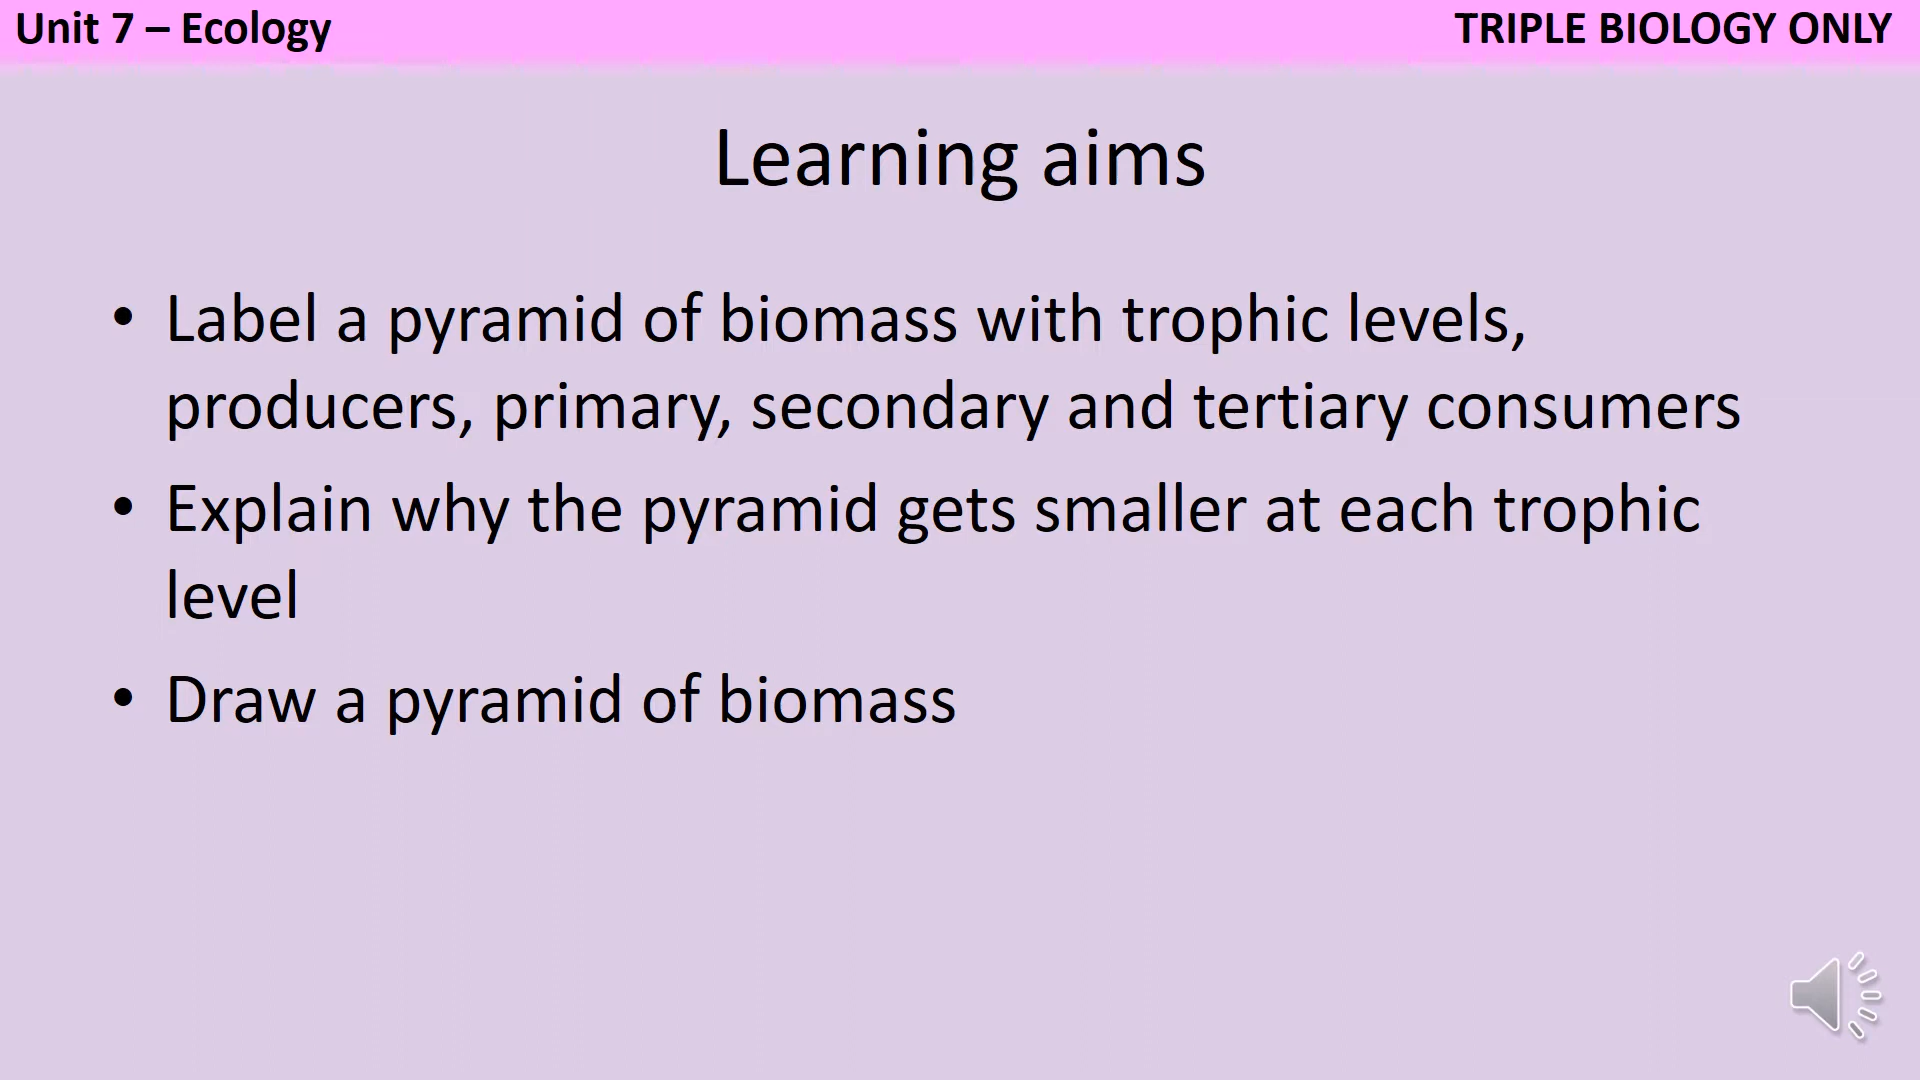 Unit 7 – Ecology
TRIPLE BIOLOGY ONLY
Learning aims
• Label a pyramid of biomass with trophic levels,
producers, primary, secondary and tertiary consumers
• Explain why the pyramid gets smaller at each trophic
level
• Draw a pyramid of biomass